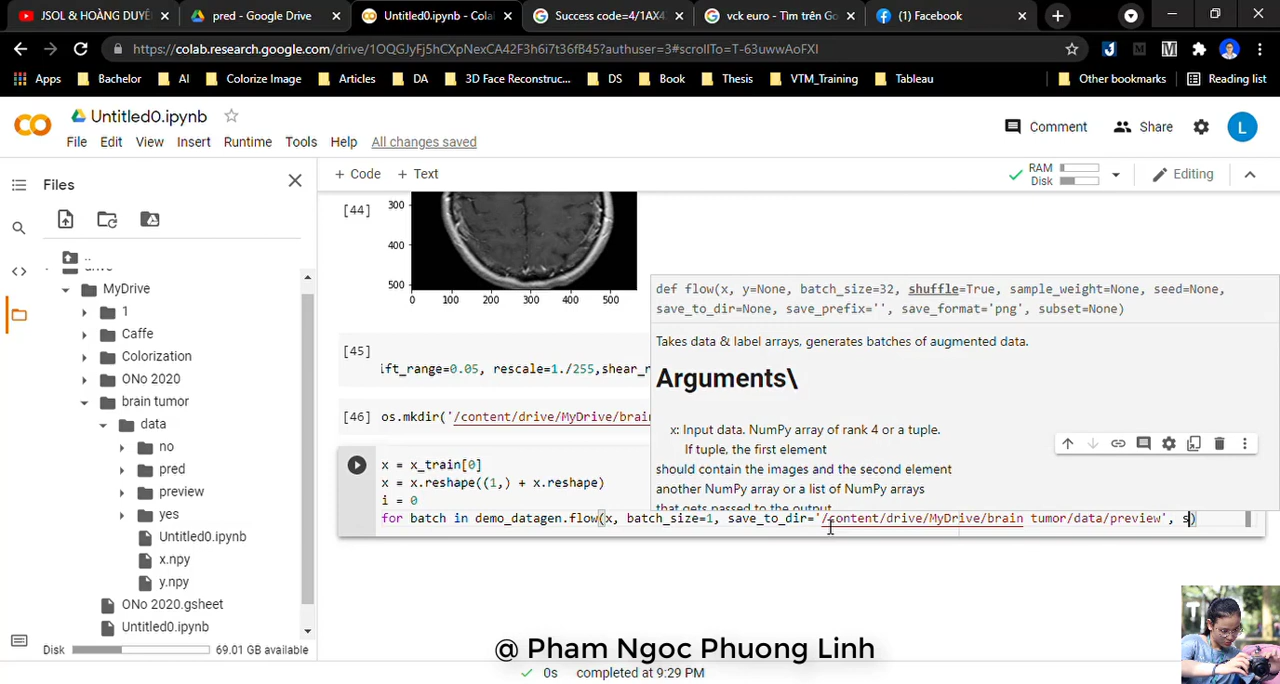 JSOL & HOÀNG DUYÊ
pred - Google Drive
Untitled0.ipynb - Cola
Success code=4/1AX4
vck euro - Tìm trên Go
(1) Facebook
https://colab.research.google.com/drive/1OQGJyFj5hCXpNexCA42F3h6i7t36fB45?authuser=3#scrollTo=T-63uwwAoFXI
Apps
Bachelor
AI
Colorize Image
Articles
DA
3D Face Reconstruc...
DS
Book
Thesis
VTM_Training
Tableau
Other bookmarks
Reading list
Untitled0.ipynb
Comment
Share
L
File Edit View Insert Runtime Tools Help All changes saved
Files
+ Code + Text
RAM
Disk
Editing
..
drive
MyDrive
1
Caffe
Colorization
ONo 2020
brain tumor
data
no
pred
preview
yes
Untitled0.ipynb
x.npy
y.npy
ONo 2020.gsheet
Untitled0.ipynb
Disk
69.01 GB available
[44]
300
400
500
0 100 200 300 400 500
[45]
ift_range=0.05, rescale=1./255,shear_r
[46] os.mkdir('/content/drive/MyDrive/brain
def flow(x, y=None, batch_size=32, shuffle=True, sample_weight=None, seed=None,
save_to_dir=None, save_prefix='', save_format='png', subset=None)
Takes data & label arrays, generates batches of augmented data.
Arguments\
x: Input data. NumPy array of rank 4 or a tuple.
If tuple, the first element
should contain the images and the second element
another NumPy array or a list of NumPy arrays
that gets passed to the output
x = x_train[0]
x = x.reshape((1,) + x.reshape)
i = 0
for batch in demo_datagen.flow(x, batch_size=1, save_to_dir='/content/drive/MyDrive/brain tumor/data/preview', s)
@ Pham Ngoc Phuong Linh
0s completed at 9:29 PM